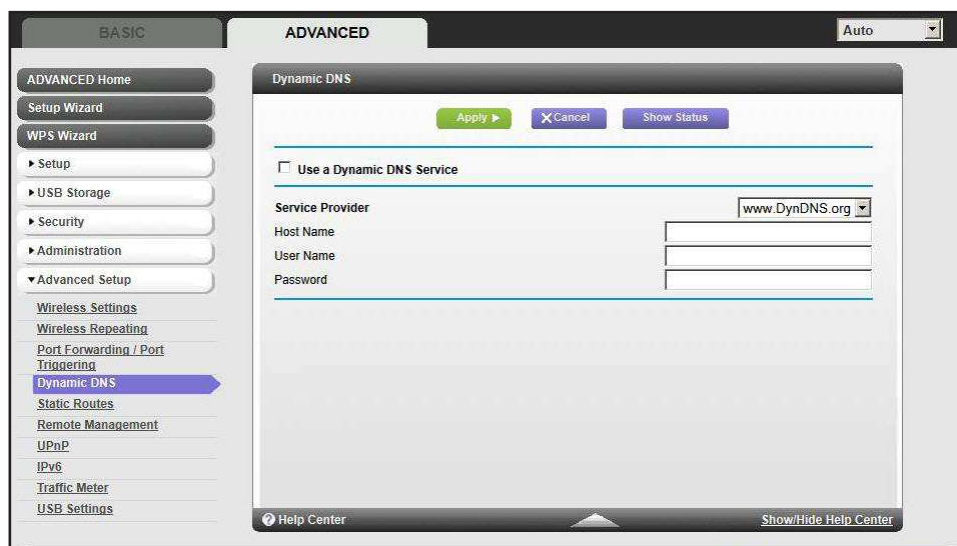 BASIC
ADVANCED
Auto
ADVANCED Home
Setup Wizard
WPS Wizard
Setup
USB Storage
Security
Administration
Advanced Setup
Wireless Settings
Wireless Repeating
Port Forwarding / Port
Triggering
Dynamic DNS
Static Routes
Remote Management
UPnP
IPv6
Traffic Meter
USB Settings
Dynamic DNS
Apply
Cancel
Show Status
Use a Dynamic DNS Service
Service Provider
www.DynDNS.org
Host Name
User Name
Password
Help Center
Show/Hide Help Center